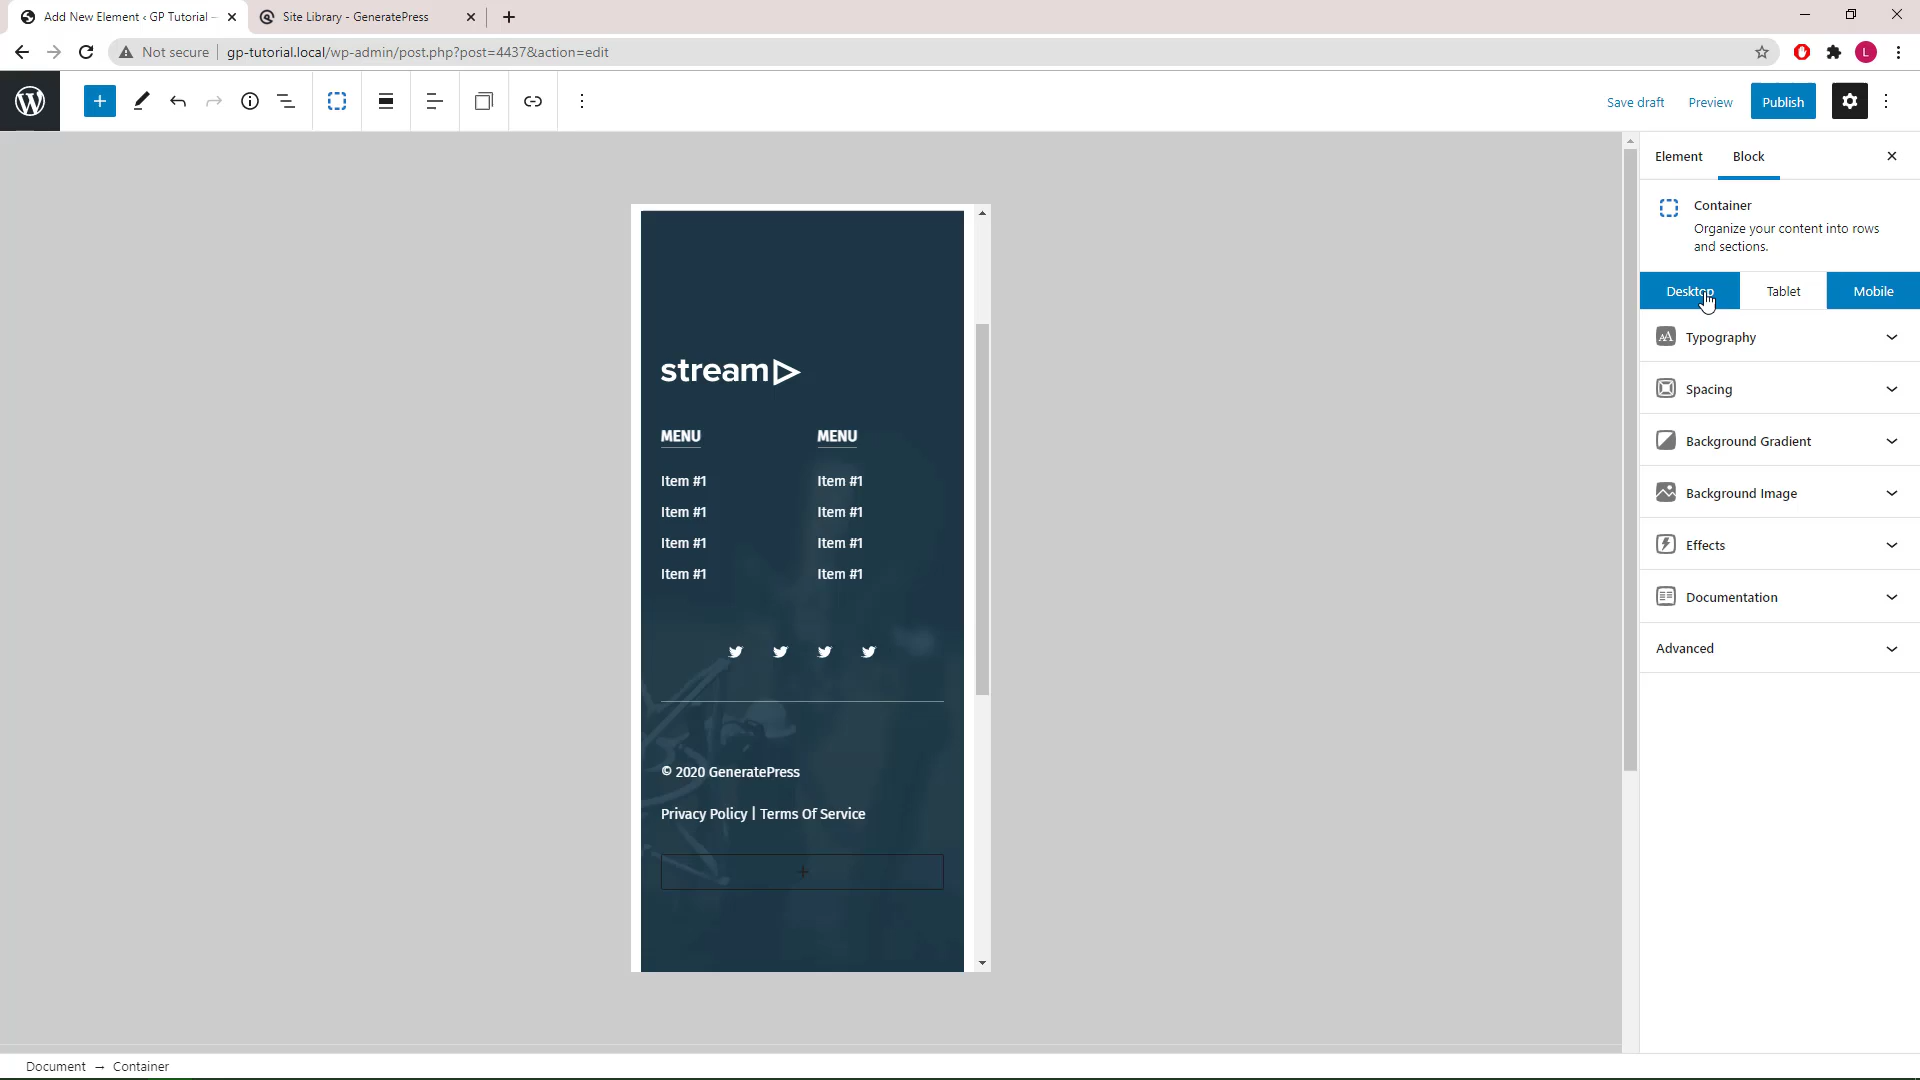 Add New Element ‹ GP Tutorial —
Site Library - GeneratePress
Not secure
gp-tutorial.local/wp-admin/post.php?post=4437&action=edit
L
Save draft
Preview
Publish
Element
Block
Container
Organize your content into rows
and sections.
Desktop
Tablet
Mobile
Typography
Spacing
Background Gradient
Background Image
Effects
Documentation
Advanced
stream
MENU
MENU
Item #1
Item #1
Item #1
Item #1
Item #1
Item #1
Item #1
Item #1
© 2020 GeneratePress
Privacy Policy | Terms Of Service
Document → Container